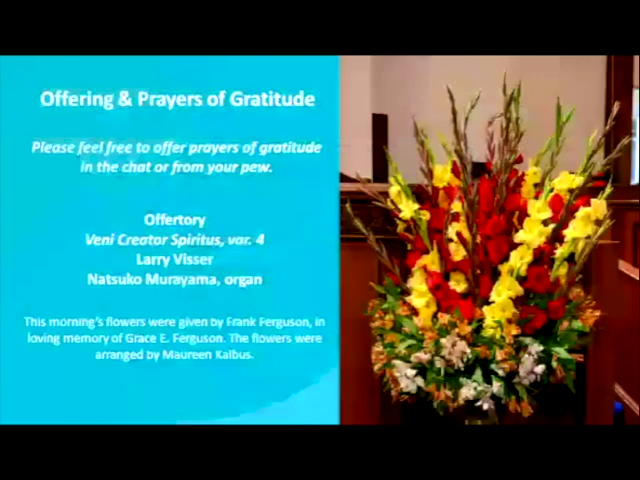 Offering & Prayers of Gratitude
Please feel free to offer prayers of gratitude
in the chat or from your pew.
Offertory
Veni Creator Spiritus, var. 4
Larry Visser
Natsuko Murayama, organ
This morning's flowers were given by Frank Ferguson, in
loving memory of Grace E. Ferguson. The flowers were
arranged by Maureen Kalbus.